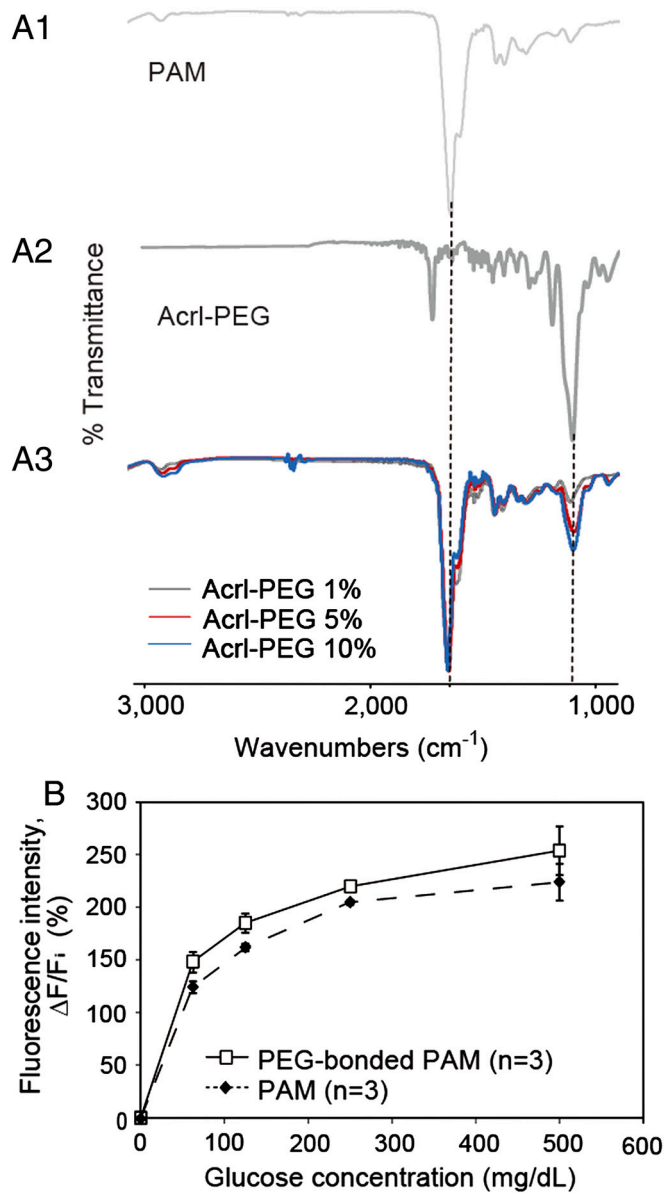 A1
PAM
A2
Acrl-PEG
% Transmittance
A3
Acrl-PEG 1%
Acrl-PEG 5%
Acrl-PEG 10%
3,000 2,000 1,000
Wavenumbers (cm⁻¹)
B
300
250
200
150
100
50
0
Fluorescence intensity,
ΔF/Fi (%)
PEG-bonded PAM (n=3)
PAM (n=3)
0 100 200 300 400 500 600
Glucose concentration (mg/dL)